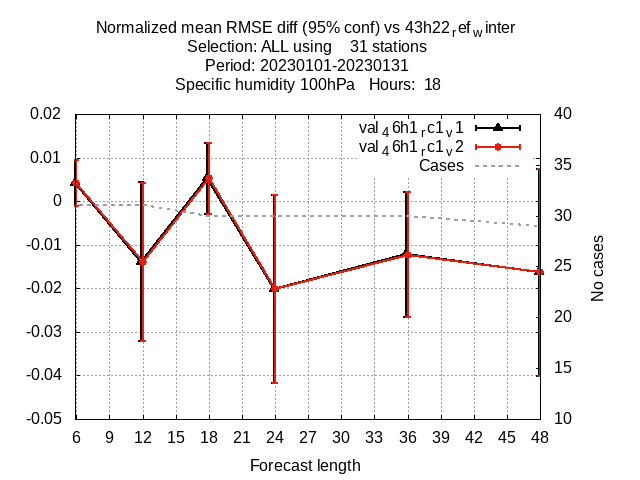 Normalized mean RMSE diff (95% conf) vs 43h22refwinter
Selection: ALL using 31 stations
Period: 20230101-20230131
Specific humidity 100hPa Hours: 18
val46h1rc1v1
val46h1rc1v2
Cases
0.02
0.01
0
-0.01
-0.02
-0.03
-0.04
-0.05
40
35
30
25
20
15
10
No cases
6 9 12 15 18 21 24 27 30 33 36 39 42 45 48
Forecast length